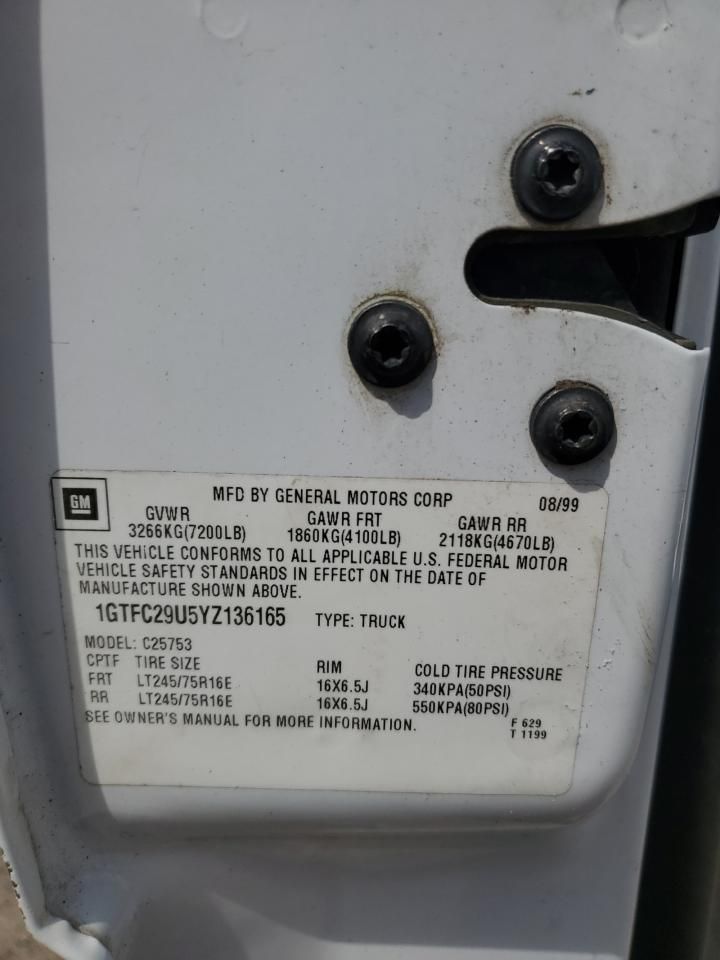 GM
MFD BY GENERAL MOTORS CORP 08/99
GVWR GAWR FRT GAWR RR
3266KG(7200LB) 1860KG(4100LB) 2118KG(4670LB)
THIS VEHICLE CONFORMS TO ALL APPLICABLE U.S. FEDERAL MOTOR
VEHICLE SAFETY STANDARDS IN EFFECT ON THE DATE OF
MANUFACTURE SHOWN ABOVE.
1GTFC29U5YZ136165 TYPE: TRUCK
MODEL: C25753
CPTF TIRE SIZE RIM COLD TIRE PRESSURE
FRT LT245/75R16E 16X6.5J 340KPA(50PSI)
RR LT245/75R16E 16X6.5J 550KPA(80PSI)
SEE OWNER'S MANUAL FOR MORE INFORMATION.
F 629
T 1199